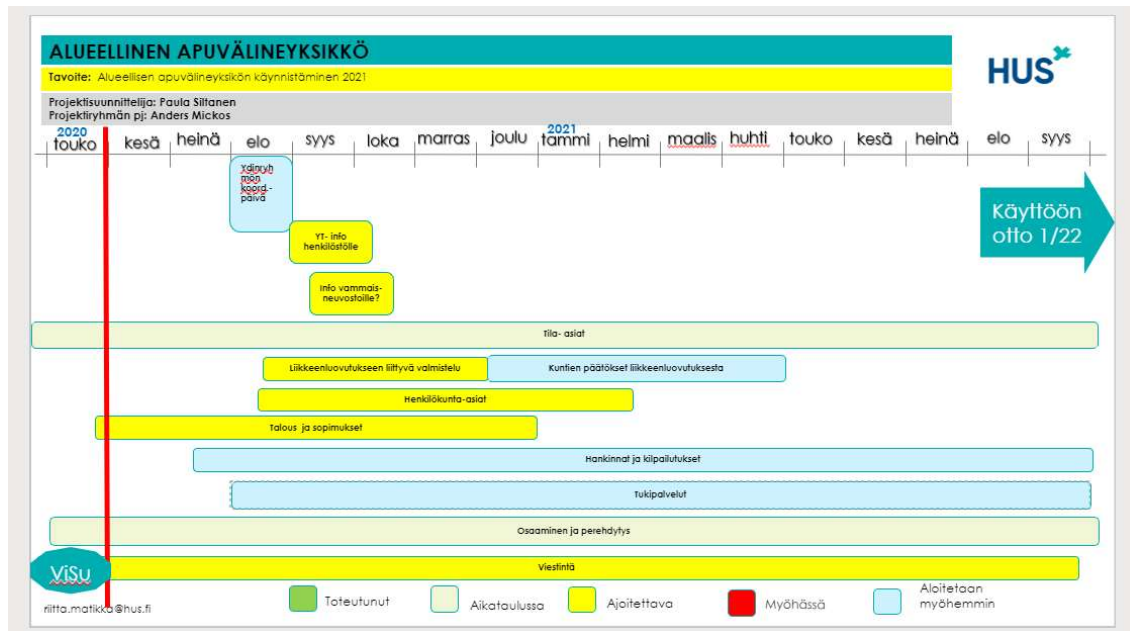 ALUEELLINEN APUVÄLINEYKSIKKÖ
HUS
Tavoite: Alueellisen apuvälineyksikön käynnistäminen 2021
Projektisuunnittelija: Paula Siltanen
Projektiryhmän pj: Anders Mickos
2020
2021
touko kesä heinä elo syys loka marras joulu tammi helmi maalis huhti touko kesä heinä elo syys
Ydinryh
män
koord.-
päivä
Käyttöön
otto 1/22
YT- info
henkilöstölle
Info vammais-
neuvostoille?
Tila- asiat
Liikkeenluovutukseen liittyvä valmistelu
Kuntien päätökset liikkeenluovutuksesta
Henkilökunta-asiat
Talous ja sopimukset
Hankinnat ja kilpailutukset
Tukipalvelut
Osaaminen ja perehdytys
ViSu
Viestintä
riitta.matikka@hus.fi
Toteutunut
Aikataulussa
Ajoitettava
Myöhässä
Aloitetaan
myöhemmin